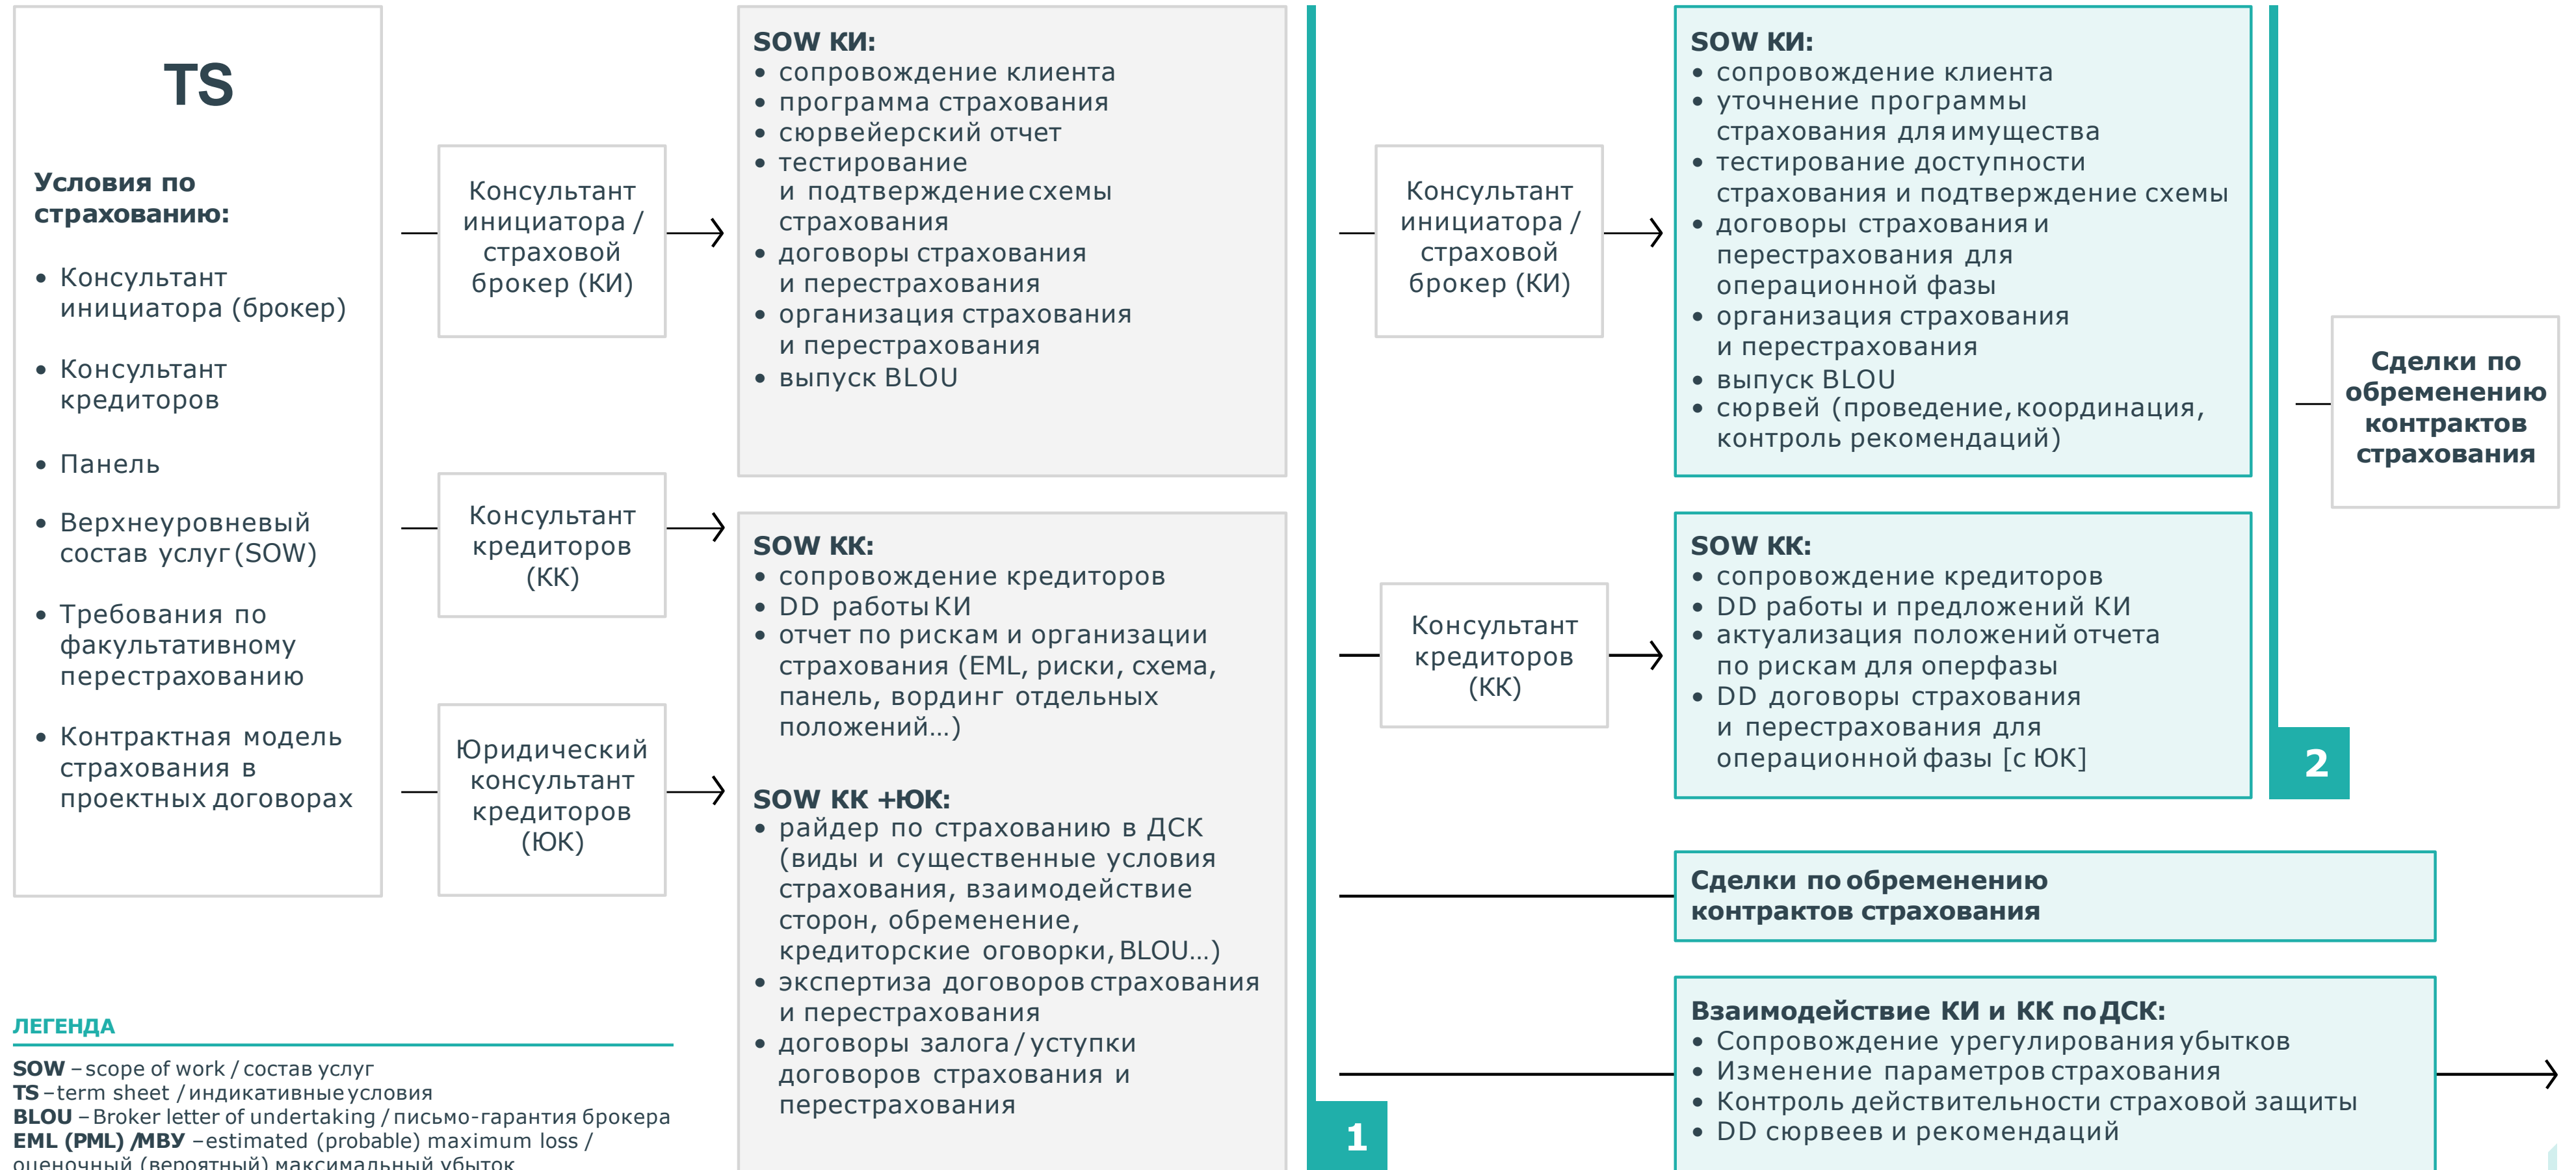 TS
Условия по
страхованию:
• Консультант
инициатора (брокер)
• Консультант
кредиторов
• Панель
• Верхнеуровневый
состав услуг (SOW)
• Требования по
факультативному
перестрахованию
• Контрактная модель
страхования в
проектных договорах
Консультант
инициатора /
страховой
брокер (КИ)
Консультант
кредиторов
(КК)
Юридический
консультант
кредиторов
(ЮК)
SOW КИ:
• сопровождение клиента
• программа страхования
• сюрвейерский отчет
• тестирование
и подтверждение схемы
страхования
• договоры страхования
и перестрахования
• организация страхования
и перестрахования
• выпуск BLOU
SOW КК:
• сопровождение кредиторов
• DD работы КИ
• отчет по рискам и организации
страхования (EML, риски, схема,
панель, вординг отдельных
положений...)
SOW КК +ЮК:
• райдер по страхованию в ДСК
(виды и существенные условия
страхования, взаимодействие
сторон, обременение,
кредиторские оговорки, BLOU...)
• экспертиза договоров страхования
и перестрахования
• договоры залога / уступки
договоров страхования и
перестрахования
1
Консультант
инициатора /
страховой
брокер (КИ)
Консультант
кредиторов
(КК)
SOW КИ:
• сопровождение клиента
• уточнение программы
страхования для имущества
• тестирование доступности
страхования и подтверждение схемы
• договоры страхования и
перестрахования для
операционной фазы
• организация страхования
и перестрахования
• выпуск BLOU
• сюрвей (проведение, координация,
контроль рекомендаций)
SOW КК:
• сопровождение кредиторов
• DD работы и предложений КИ
• актуализация положений отчета
по рискам для оперфазы
• DD договоры страхования
и перестрахования для
операционной фазы [с ЮК]
2
Сделки по
обременению
контрактов
страхования
Сделки по обременению
контрактов страхования
Взаимодействие КИ и КК по ДСК:
• Сопровождение урегулирования убытков
• Изменение параметров страхования
• Контроль действительности страховой защиты
• DD сюрвеев и рекомендаций
ЛЕГЕНДА
SOW – scope of work / состав услуг
TS – term sheet / индикативные условия
BLOU – Broker letter of undertaking / письмо-гарантия брокера
EML (PML) /МВУ – estimated (probable) maximum loss /
оценочный (вероятный) максимальный убыток